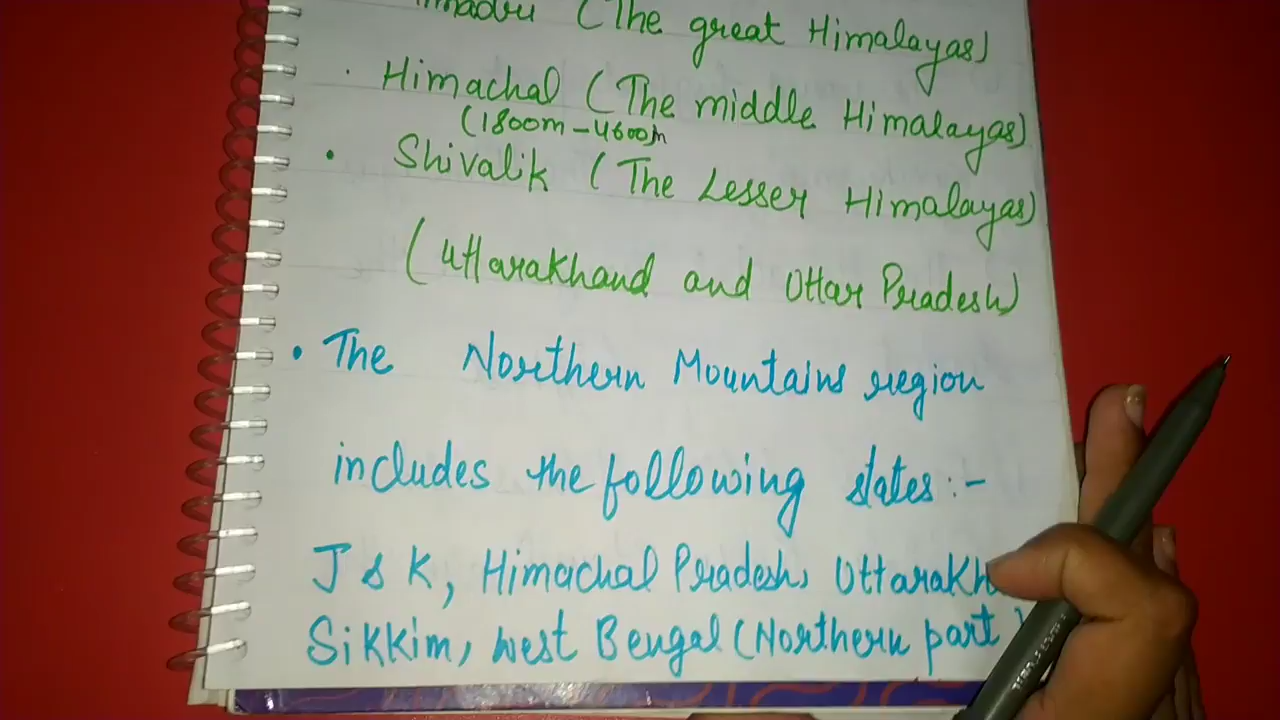 (The great Himalayas)
· Himachal (The middle Himalayas)
(1800m - 4600m
• Shivalik (The Lesser Himalayas)
(Uttarakhand and Uttar Pradesh)
• The Northern Mountains region
includes the following states :-
J & K, Himachal Pradesh, Uttarakh
Sikkim, West Bengal (Northern part)